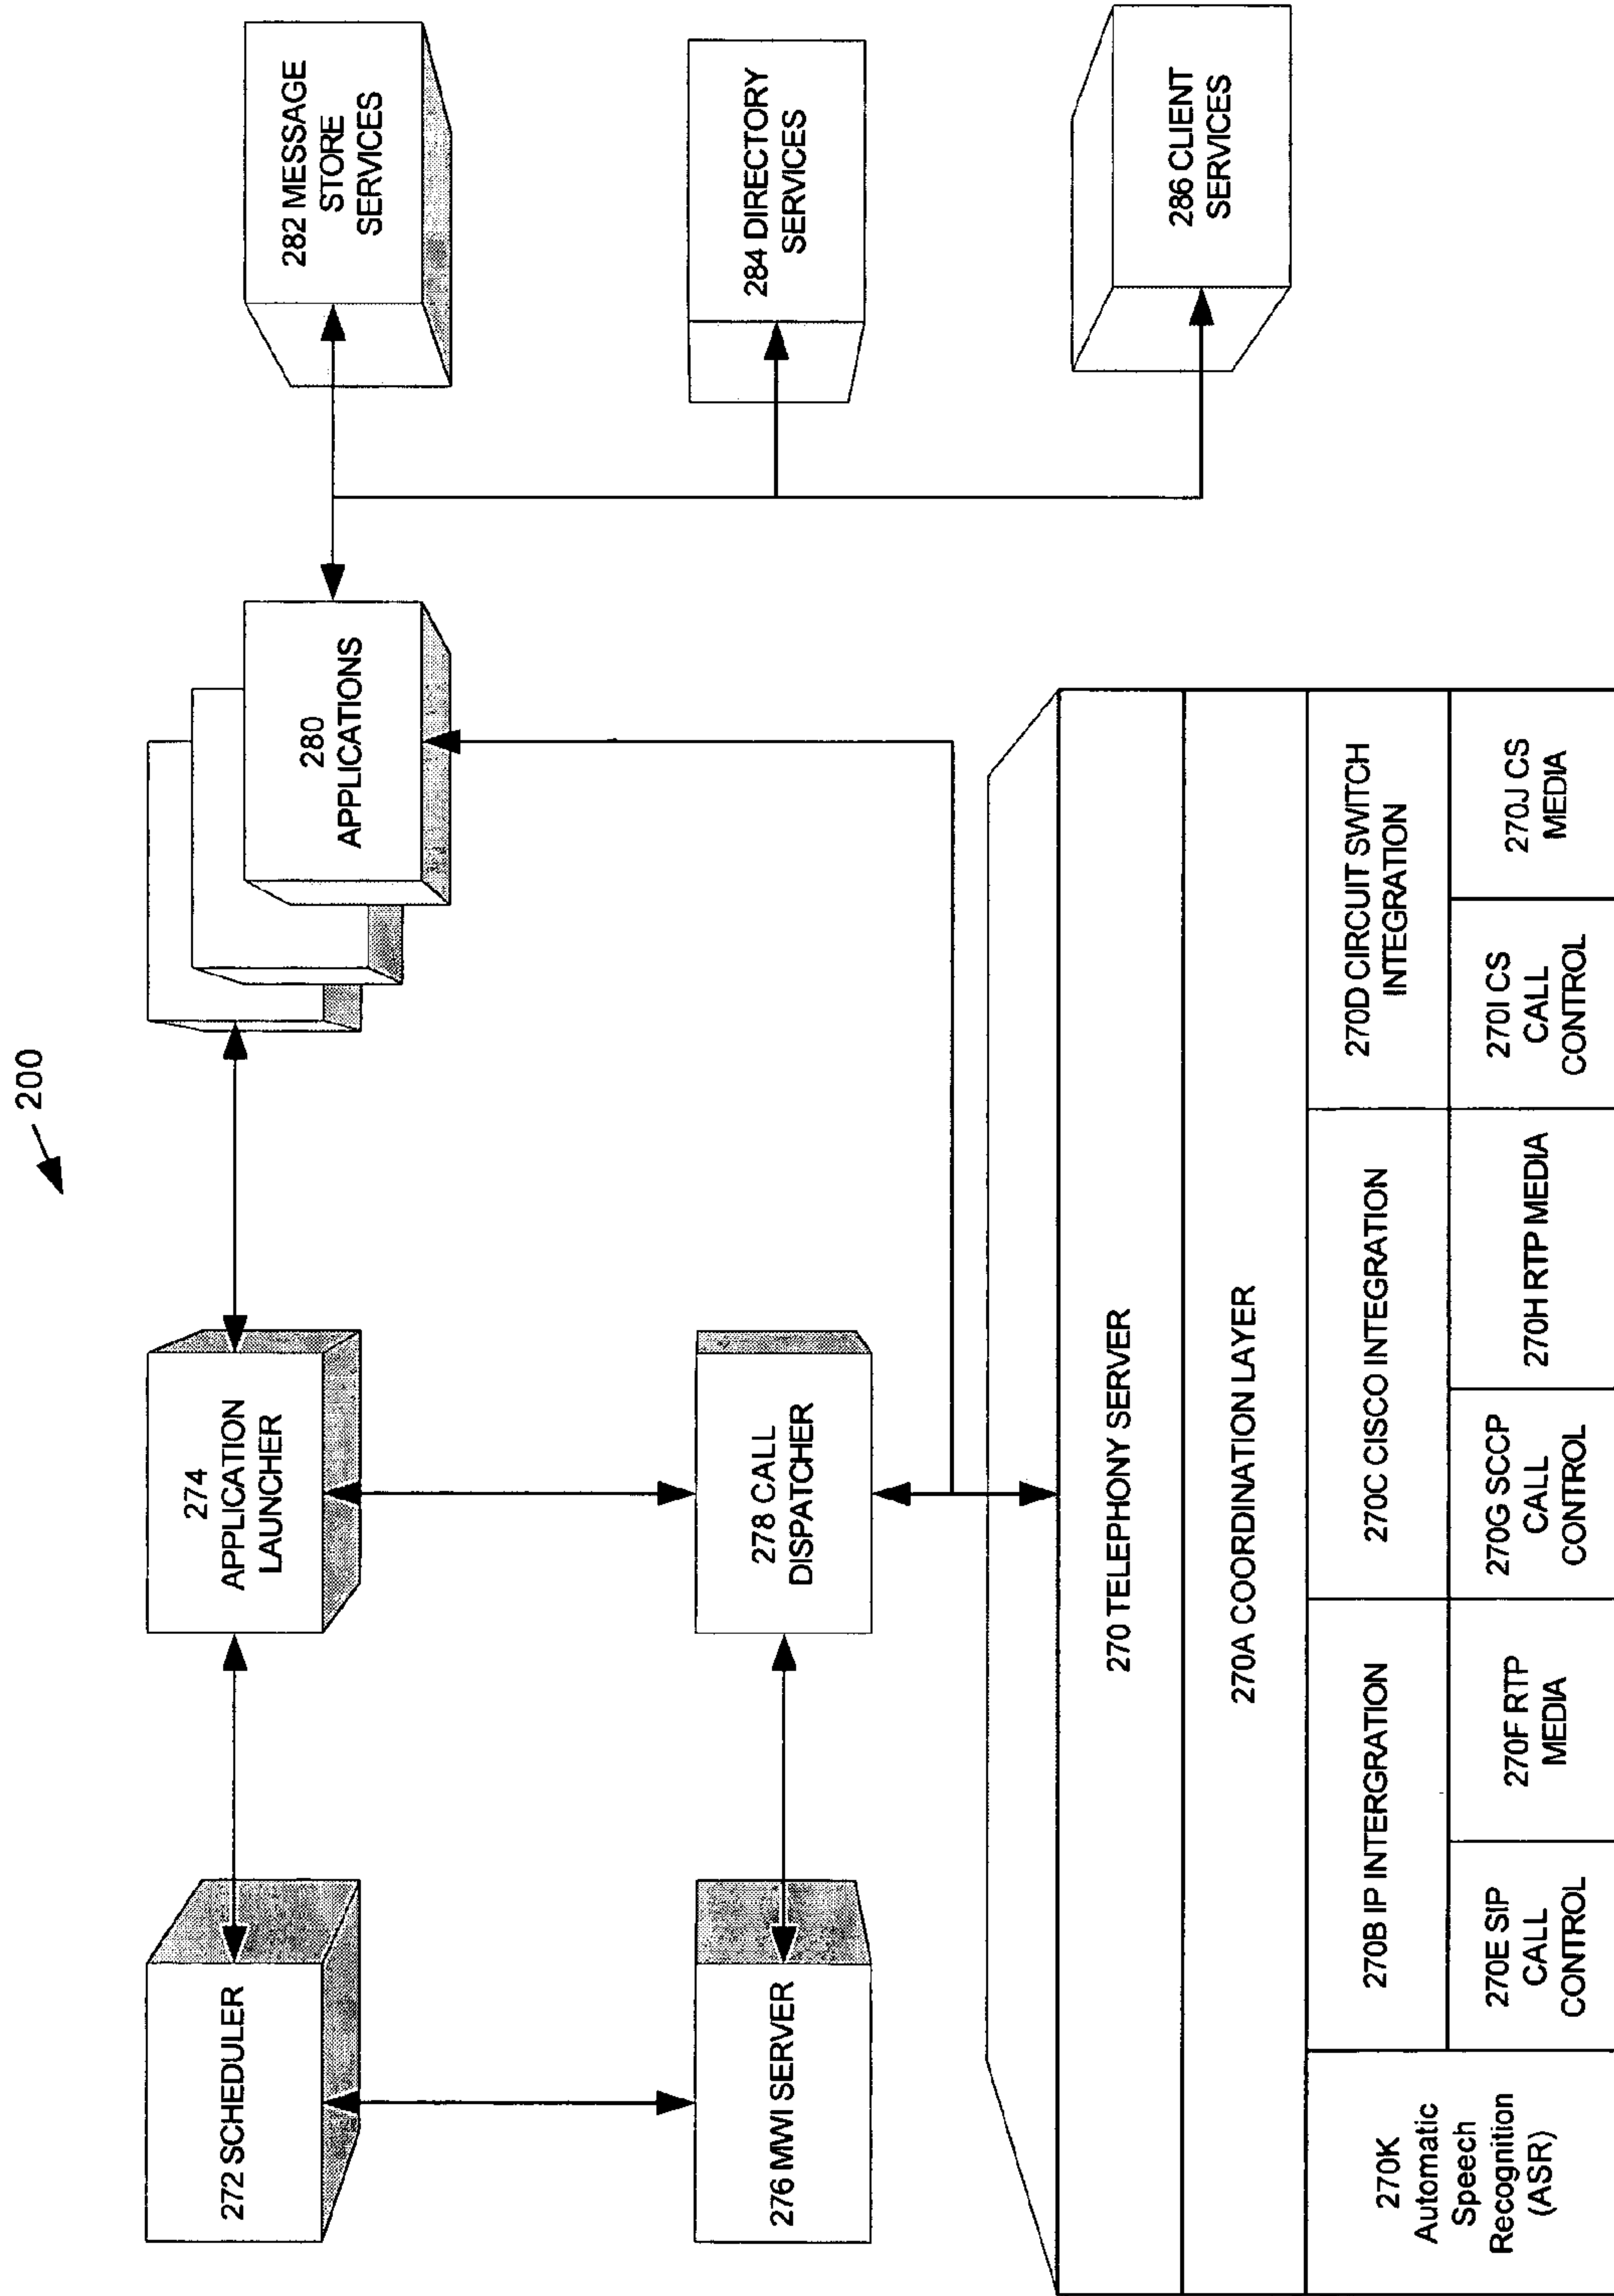 200
272 SCHEDULER
274
APPLICATION
LAUNCHER
280
APPLICATIONS
282 MESSAGE
STORE
SERVICES
276 MWI SERVER
278 CALL
DISPATCHER
284 DIRECTORY
SERVICES
286 CLIENT
SERVICES
270 TELEPHONY SERVER
270A COORDINATION LAYER
270K
Automatic
Speech
Recognition
(ASR)
270B IP INTERGRATION
270C CISCO INTEGRATION
270D CIRCUIT SWITCH
INTEGRATION
270E SIP
CALL
CONTROL
270F RTP
MEDIA
270G SCCP
CALL
CONTROL
270H RTP MEDIA
270I CS
CALL
CONTROL
270J CS
MEDIA